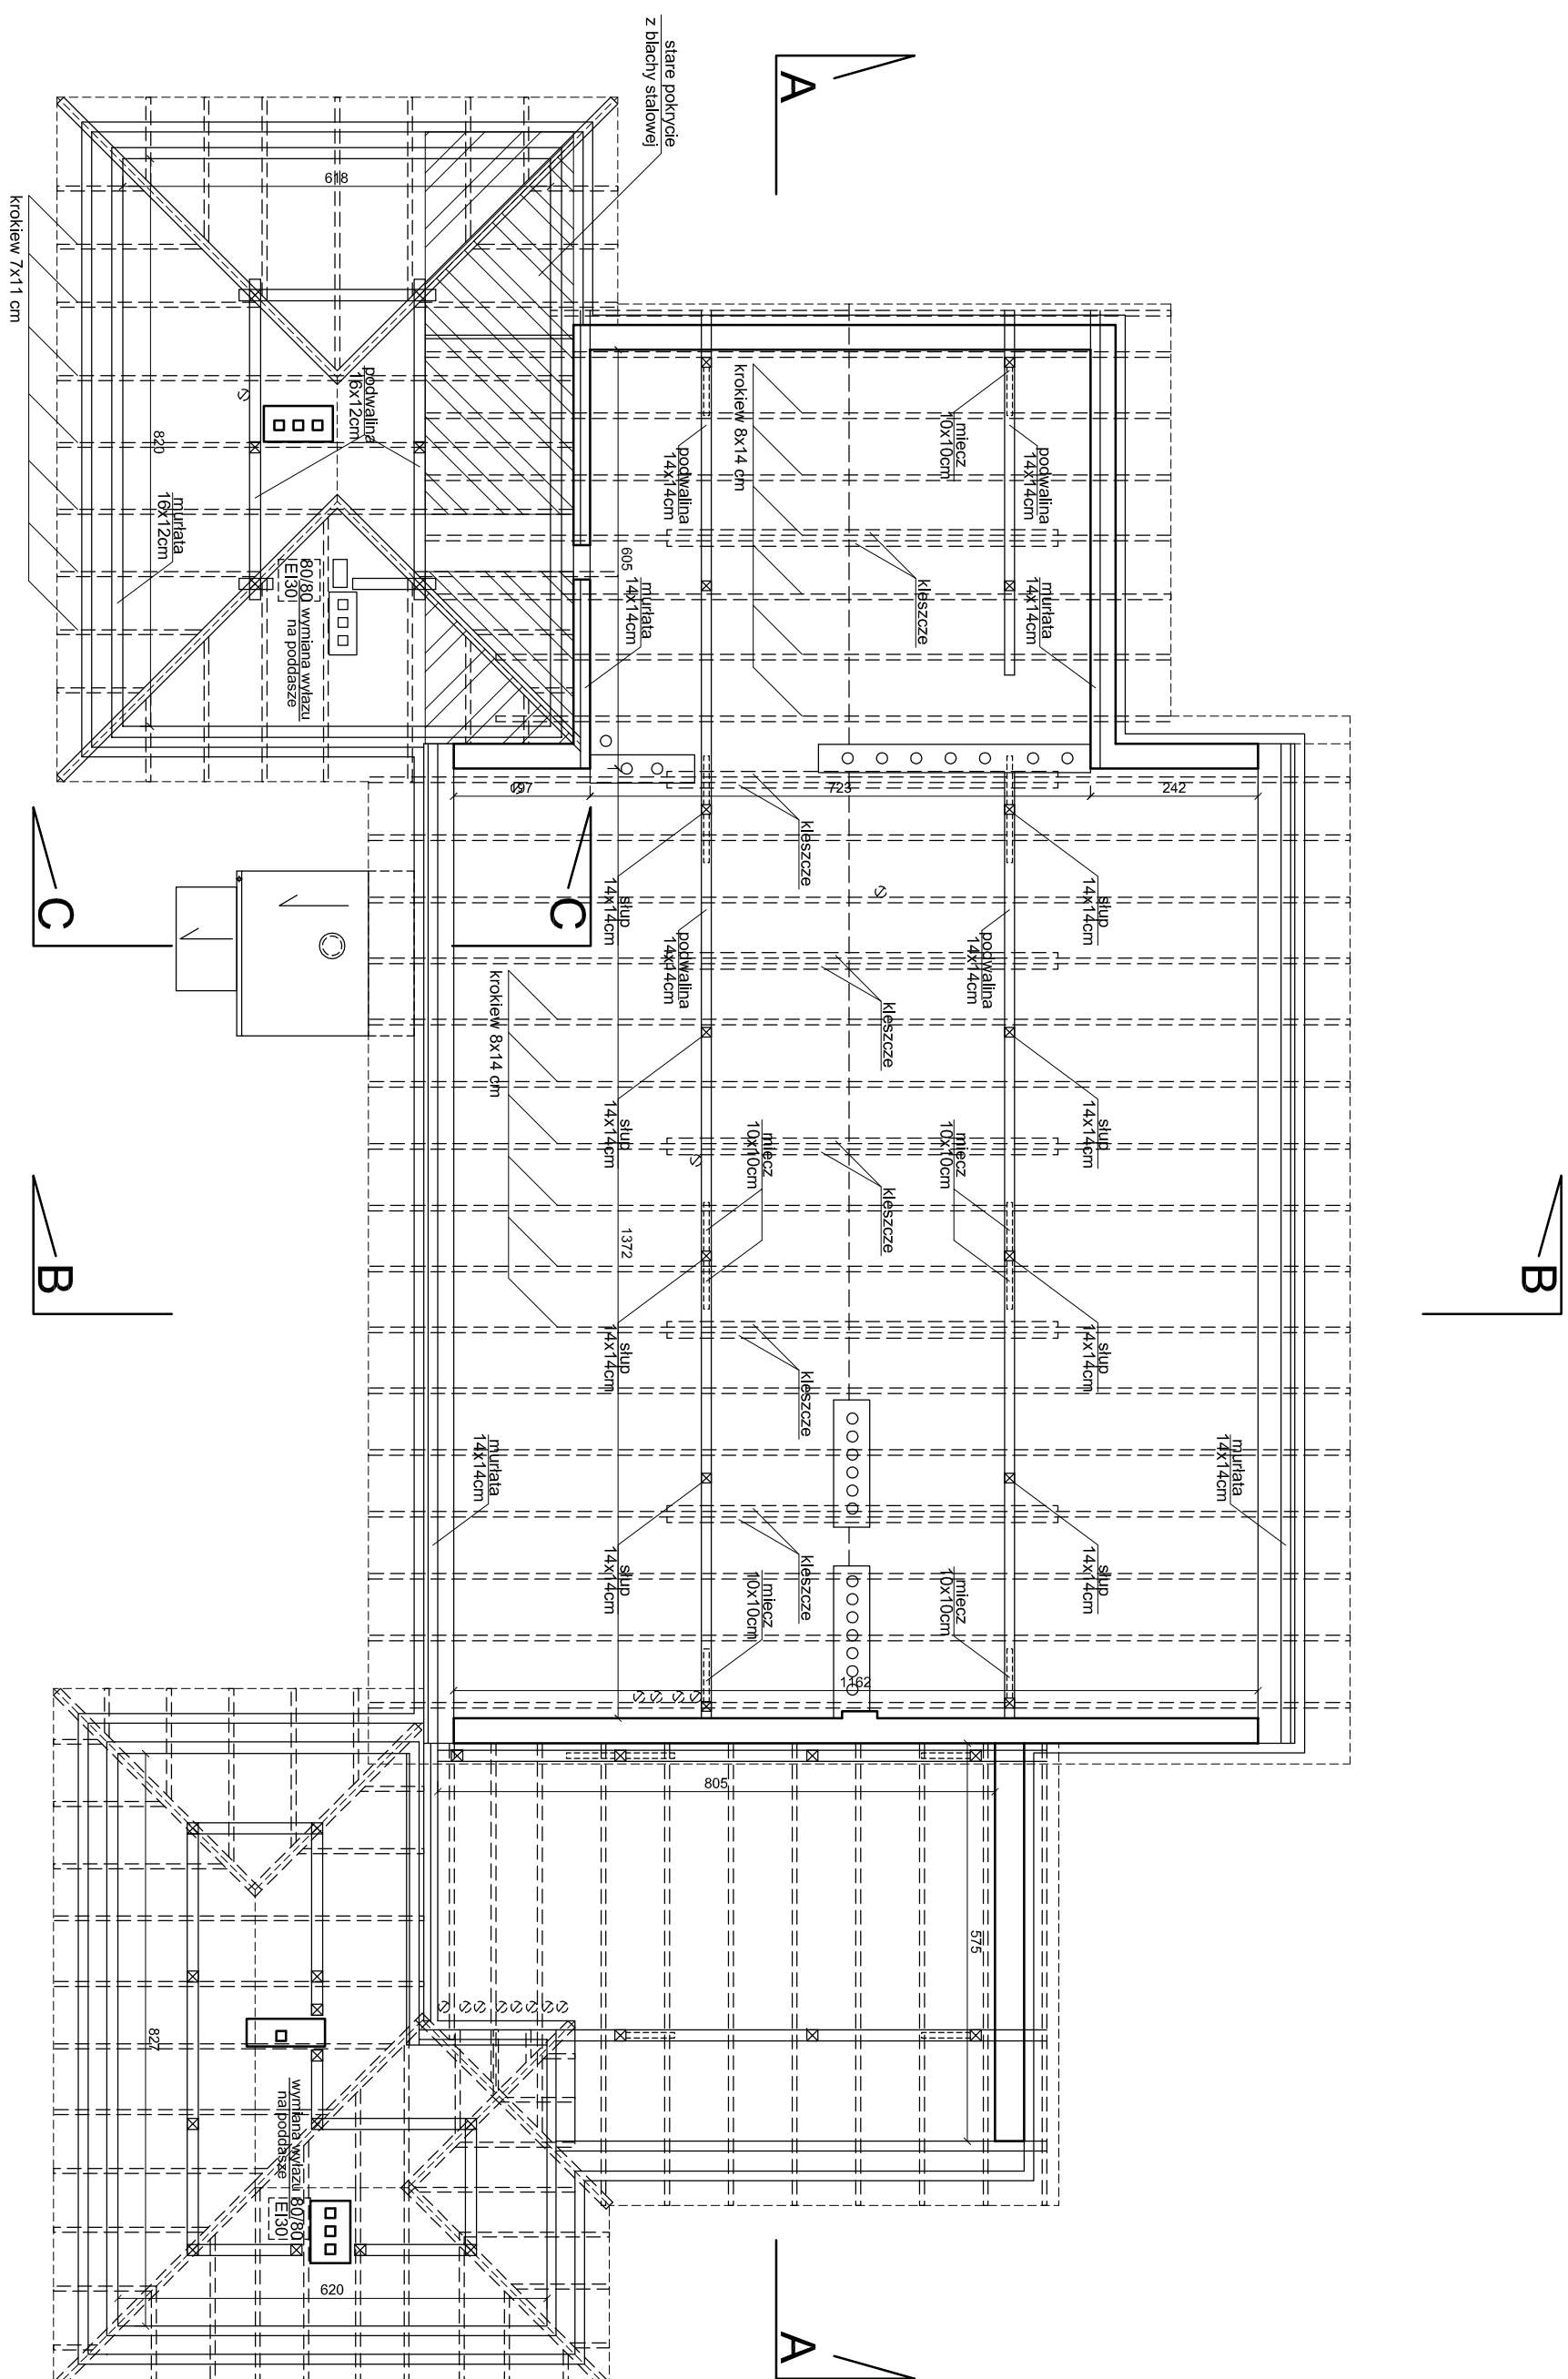 stare pokrycie
z blachy stalowej
A
618
krokiew 7x11 cm
820
podwalina
16x12cm
murłata
16x12cm
80/80
EI30
wymiana wyłazu
na poddasze
krokiew 8x14 cm
miecz
10x10cm
podwalina
14x14cm
podwalina
14x14cm
kleszcze
605
murłata
14x14cm
murłata
14x14cm
197
723
242
kleszcze
C
C
słup
14x14cm
słup
14x14cm
podwalina
14x14cm
podwalina
14x14cm
kleszcze
krokiew 8x14 cm
słup
14x14cm
słup
14x14cm
miecz
10x10cm
miecz
10x10cm
kleszcze
1372
B
B
słup
14x14cm
słup
14x14cm
kleszcze
murłata
14x14cm
murłata
14x14cm
słup
14x14cm
słup
14x14cm
kleszcze
miecz
10x10cm
miecz
10x10cm
1162
805
575
827
wymiana wyłazu
na poddasze
80/80
EI30
620
A